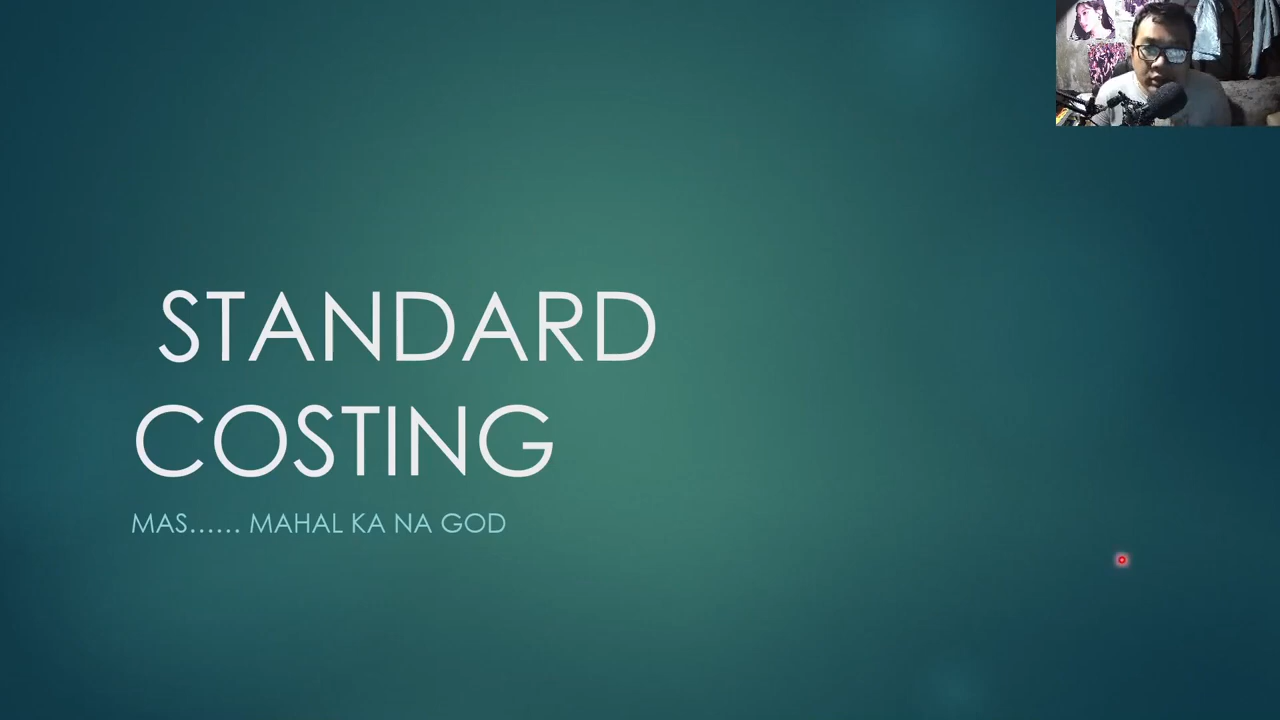 STANDARD
COSTING
MAS...... MAHAL KA NA GOD